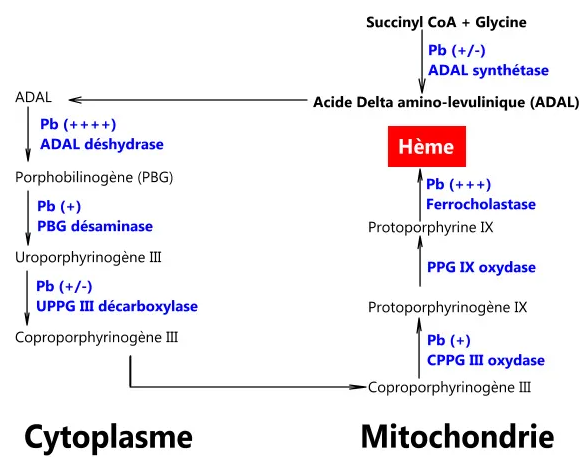 Succinyl CoA + Glycine
Pb (+/-)
ADAL synthétase
Acide Delta amino-levulinique (ADAL)
ADAL
Pb (++++)
ADAL déshydrase
Porphobilinogène (PBG)
Pb (+)
PBG désaminase
Uroporphyrinogène III
Pb (+/-)
UPPG III décarboxylase
Coproporphyrinogène III
Coproporphyrinogène III
Pb (+)
CPPG III oxydase
Protoporphyrinogène IX
PPG IX oxydase
Protoporphyrine IX
Pb (+++)
Ferrocholastase
Hème
Cytoplasme
Mitochondrie